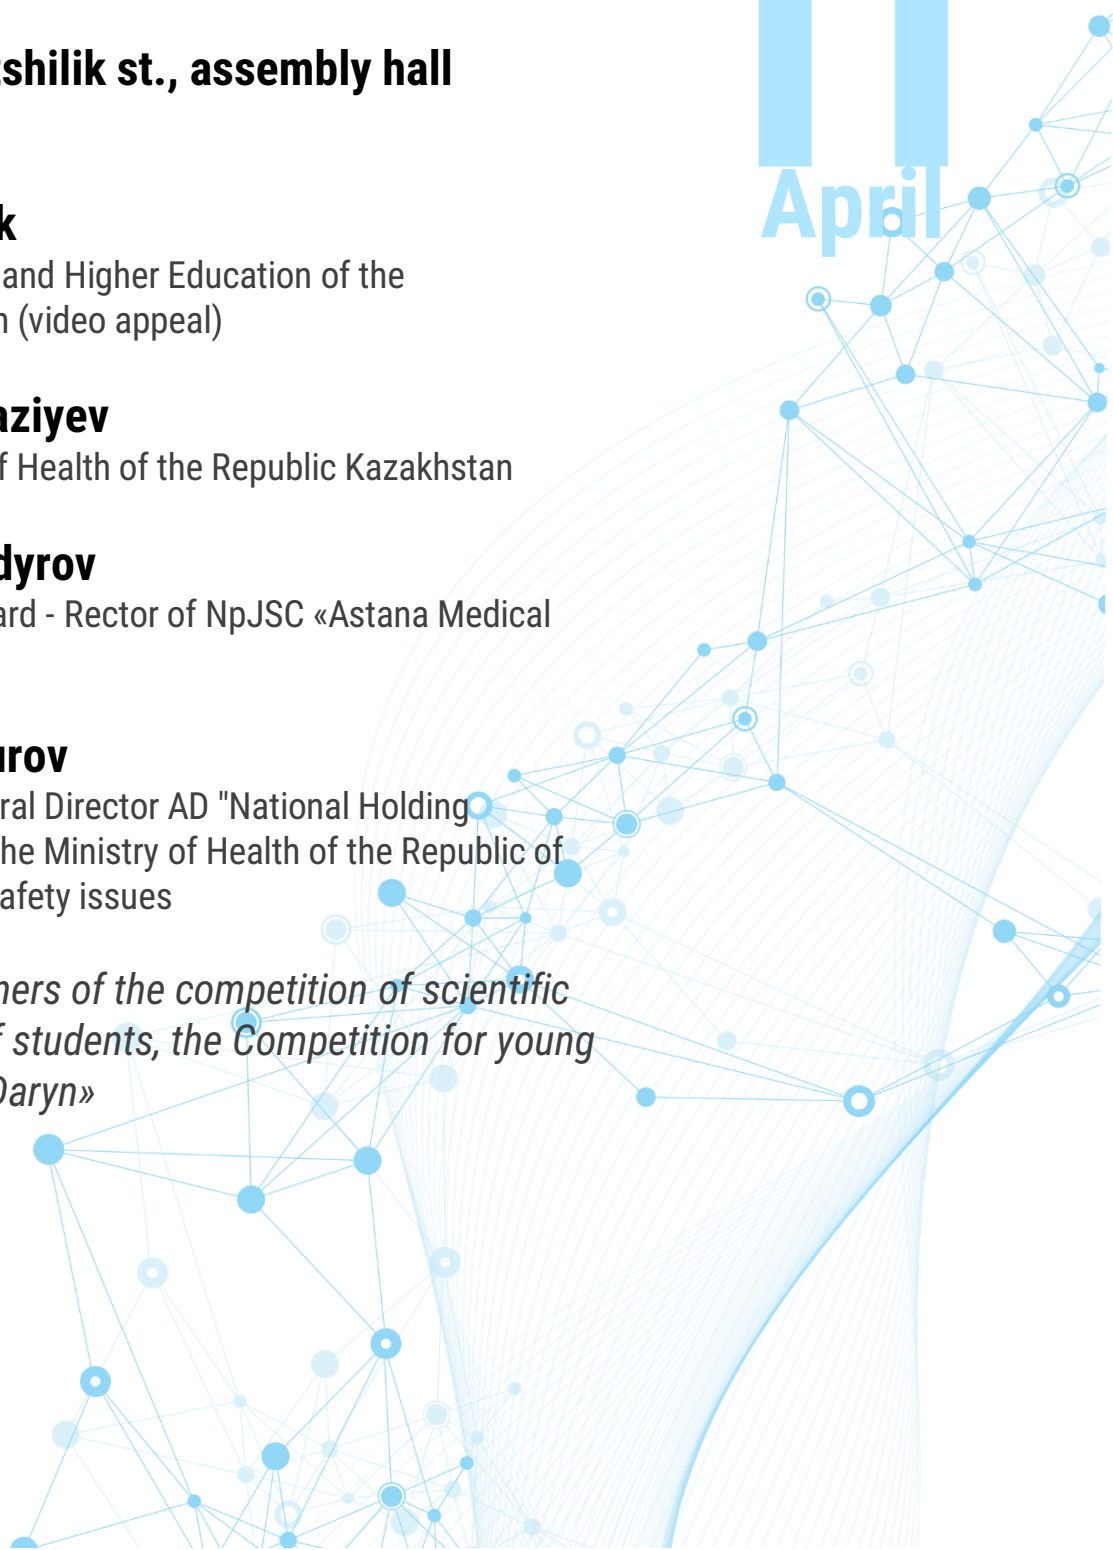 tshilik st., assembly hall
11
April
k
and Higher Education of the
n (video appeal)
aziyev
f Health of the Republic Kazakhstan
dyrov
ard - Rector of NpJSC «Astana Medical
urov
ral Director AD "National Holding
he Ministry of Health of the Republic of
afety issues
ners of the competition of scientific
f students, the Competition for young
Daryn»